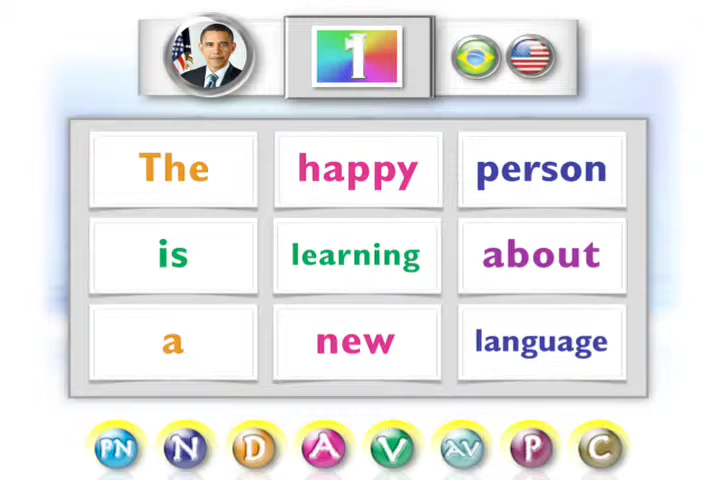 1
The happy person
is learning about
a new language
PN N D A V AV P C